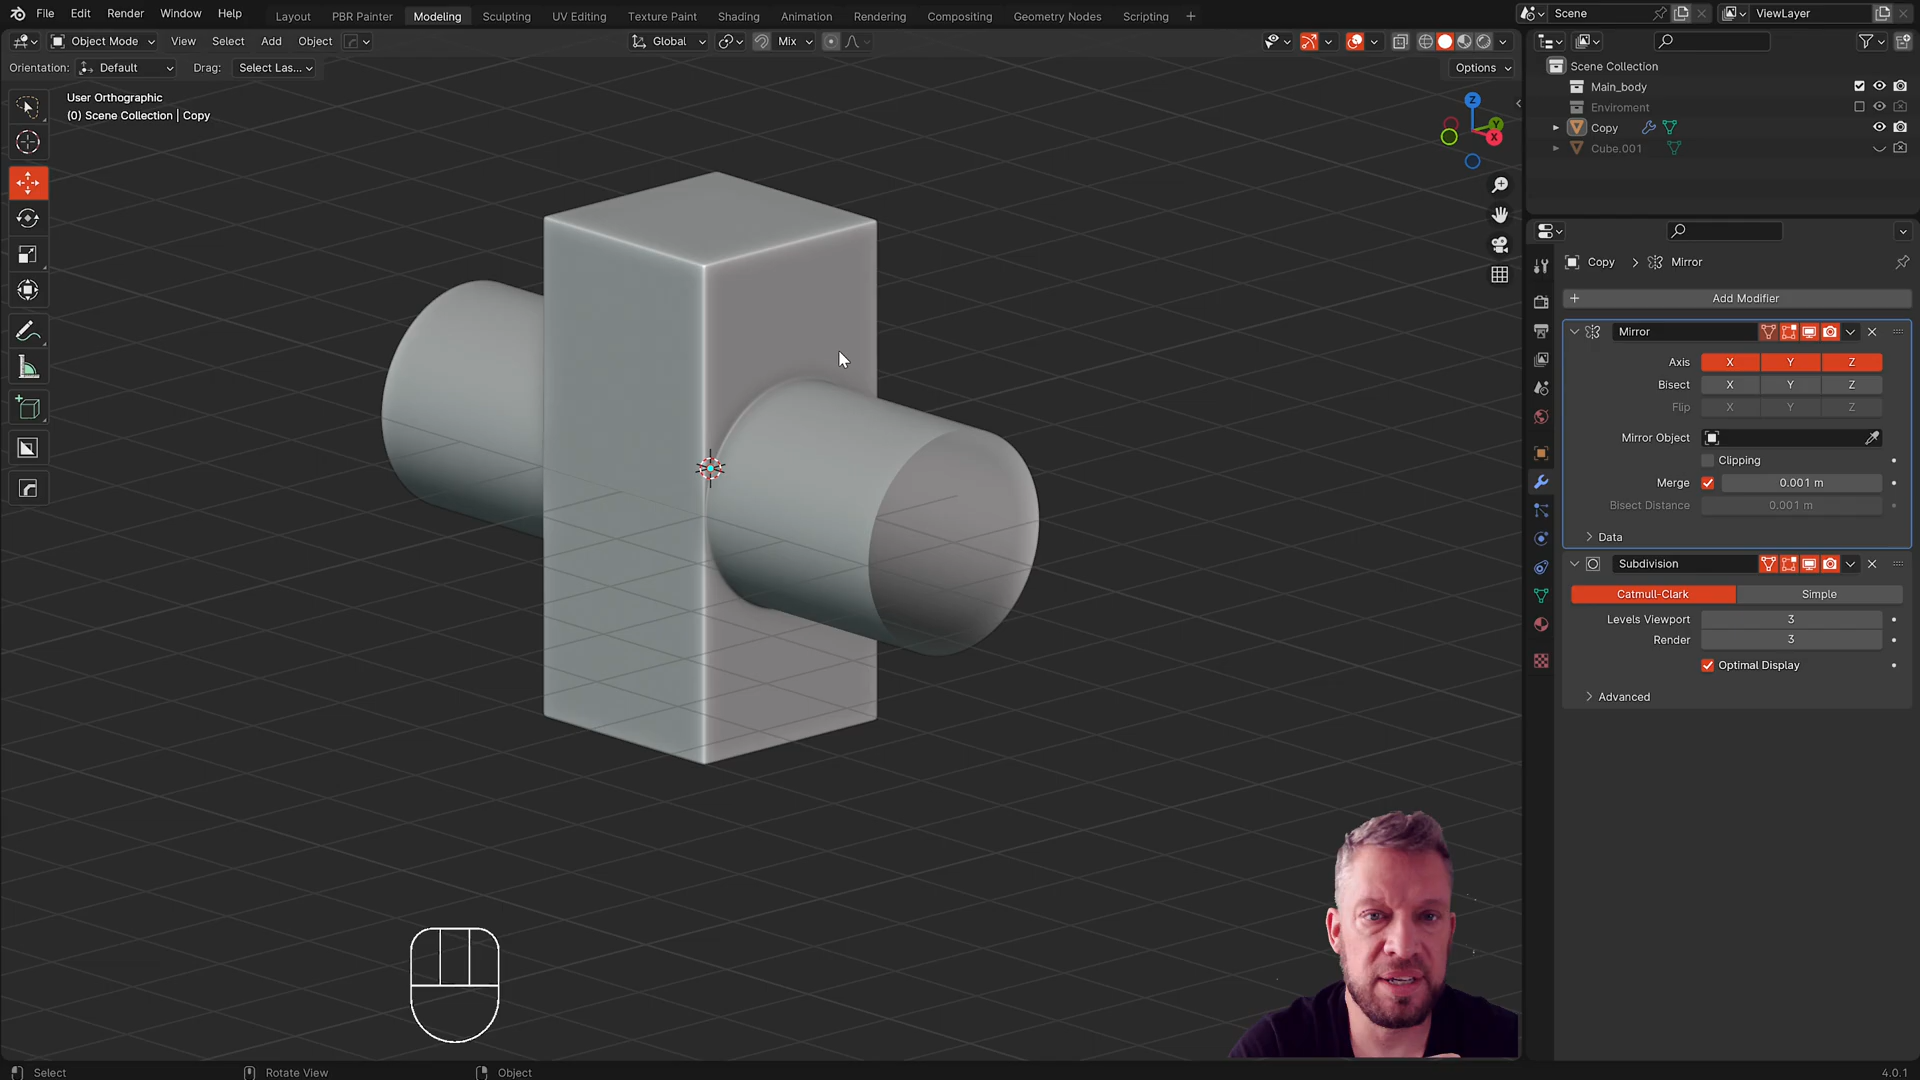 File Edit Render Window Help Layout PBR Painter Modeling Sculpting UV Editing Texture Paint Shading Animation Rendering Compositing Geometry Nodes Scripting + Scene ViewLayer
Object Mode View Select Add Object Global Mix
Orientation: Default Drag: Select Las... Options
User Orthographic
(0) Scene Collection | Copy
Z
Y
X
Scene Collection
Main_body
Enviroment
Copy
Cube.001
Copy > Mirror
+ Add Modifier
Mirror
Axis X Y Z
Bisect X Y Z
Flip X Y Z
Mirror Object
Clipping
Merge 0.001 m
Bisect Distance 0.001 m
Data
Subdivision
Catmull-Clark Simple
Levels Viewport 3
Render 3
Optimal Display
Advanced
Select Rotate View Object 4.0.1